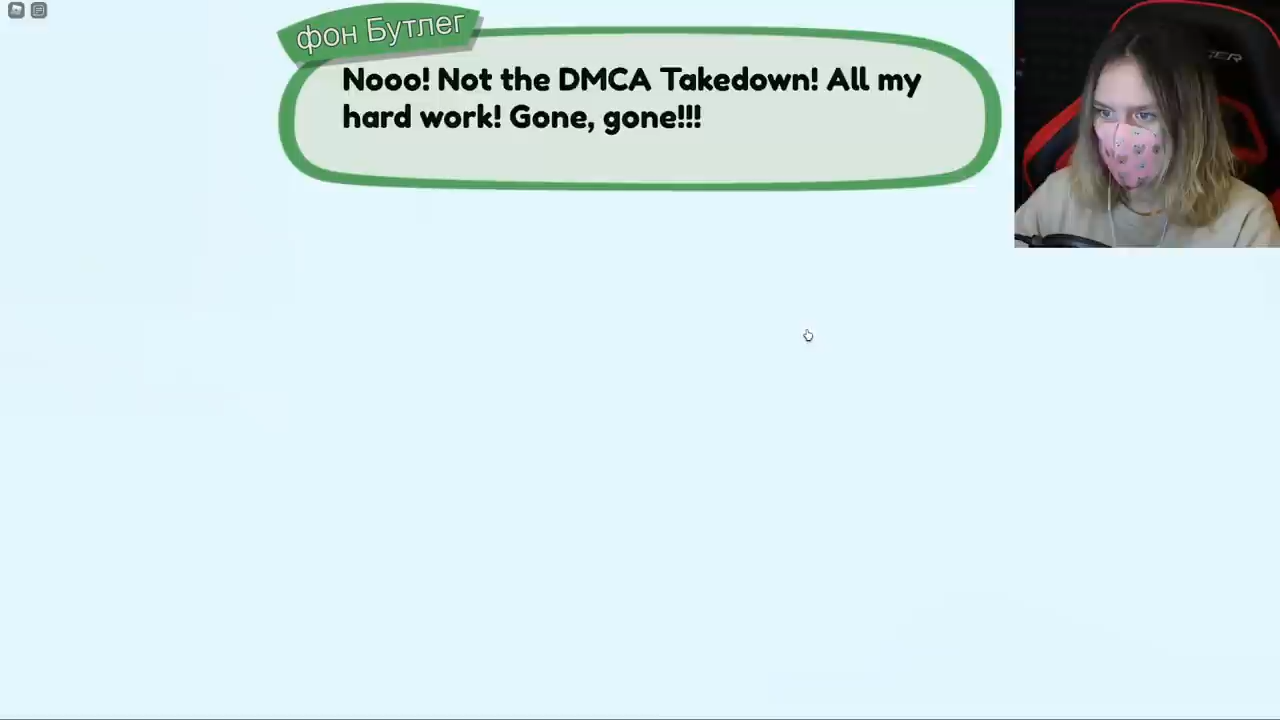 фон Бутлег
Nooo! Not the DMCA Takedown! All my
hard work! Gone, gone!!!